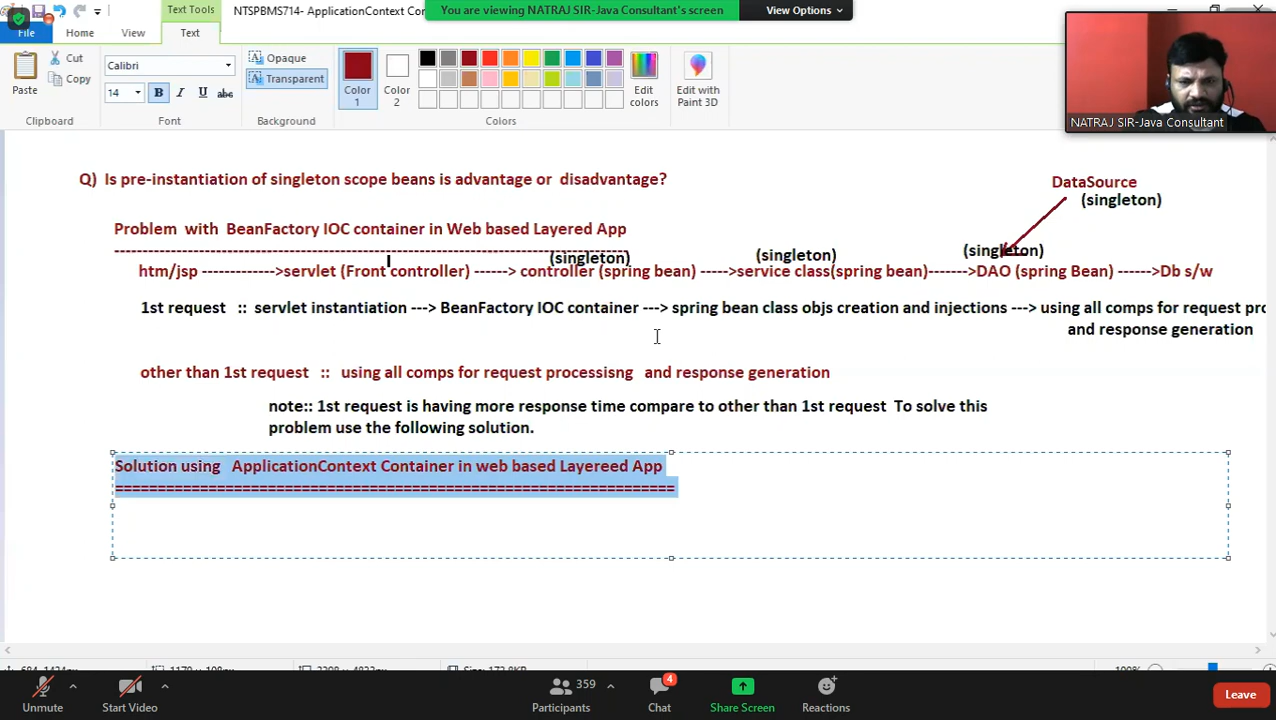 You are viewing NATRAJ SIR-Java Consultant's screen
View Options
Text Tools
NTSPBMS714- ApplicationContext Co
File
Home
View
Text
Cut
Copy
Paste
Calibri
14
B
I
U
abc
Opaque
Transparent
Color
1
Color
2
Edit
colors
Edit with
Paint 3D
Clipboard
Font
Background
Colors
NATRAJ SIR-Java Consultant
Q) Is pre-instantiation of singleton scope beans is advantage or disadvantage?
DataSource
(singleton)
Problem with BeanFactory IOC container in Web based Layered App
------------------------------------------------------------------------------------
(singleton)
(singleton)
(singleton)
htm/jsp ------------->servlet (Front controller) ------> controller (spring bean) ----->service class(spring bean)------->DAO (spring Bean) ------>Db s/w
1st request :: servlet instantiation ---> BeanFactory IOC container ---> spring bean class objs creation and injections ---> using all comps for request pro
and response generation
other than 1st request :: using all comps for request processisng and response generation
note:: 1st request is having more response time compare to other than 1st request To solve this
problem use the following solution.
Solution using ApplicationContext Container in web based Layereed App
==================================================================
100%
Unmute
Start Video
359
Participants
4
Chat
Share Screen
Reactions
Leave